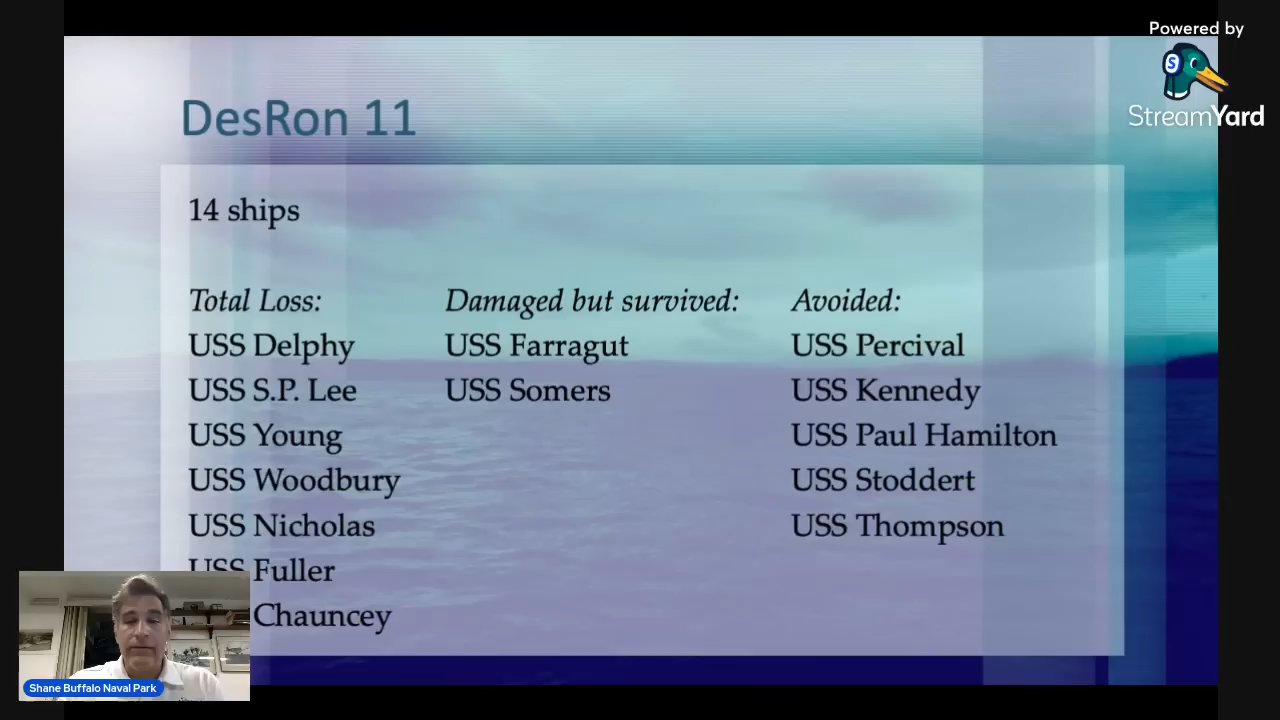 Powered by
StreamYard
DesRon 11
14 ships
Total Loss:
USS Delphy
USS S.P. Lee
USS Young
USS Woodbury
USS Nicholas
USS Fuller
Chauncey
Damaged but survived:
USS Farragut
USS Somers
Avoided:
USS Percival
USS Kennedy
USS Paul Hamilton
USS Stoddert
USS Thompson
Shane Buffalo Naval Park